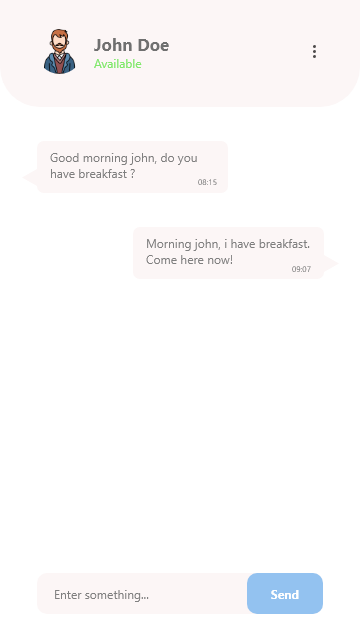 John Doe
Available
Good morning john, do you
have breakfast ?
08:15
Morning john, i have breakfast.
Come here now!
09:07
Enter something...
Send